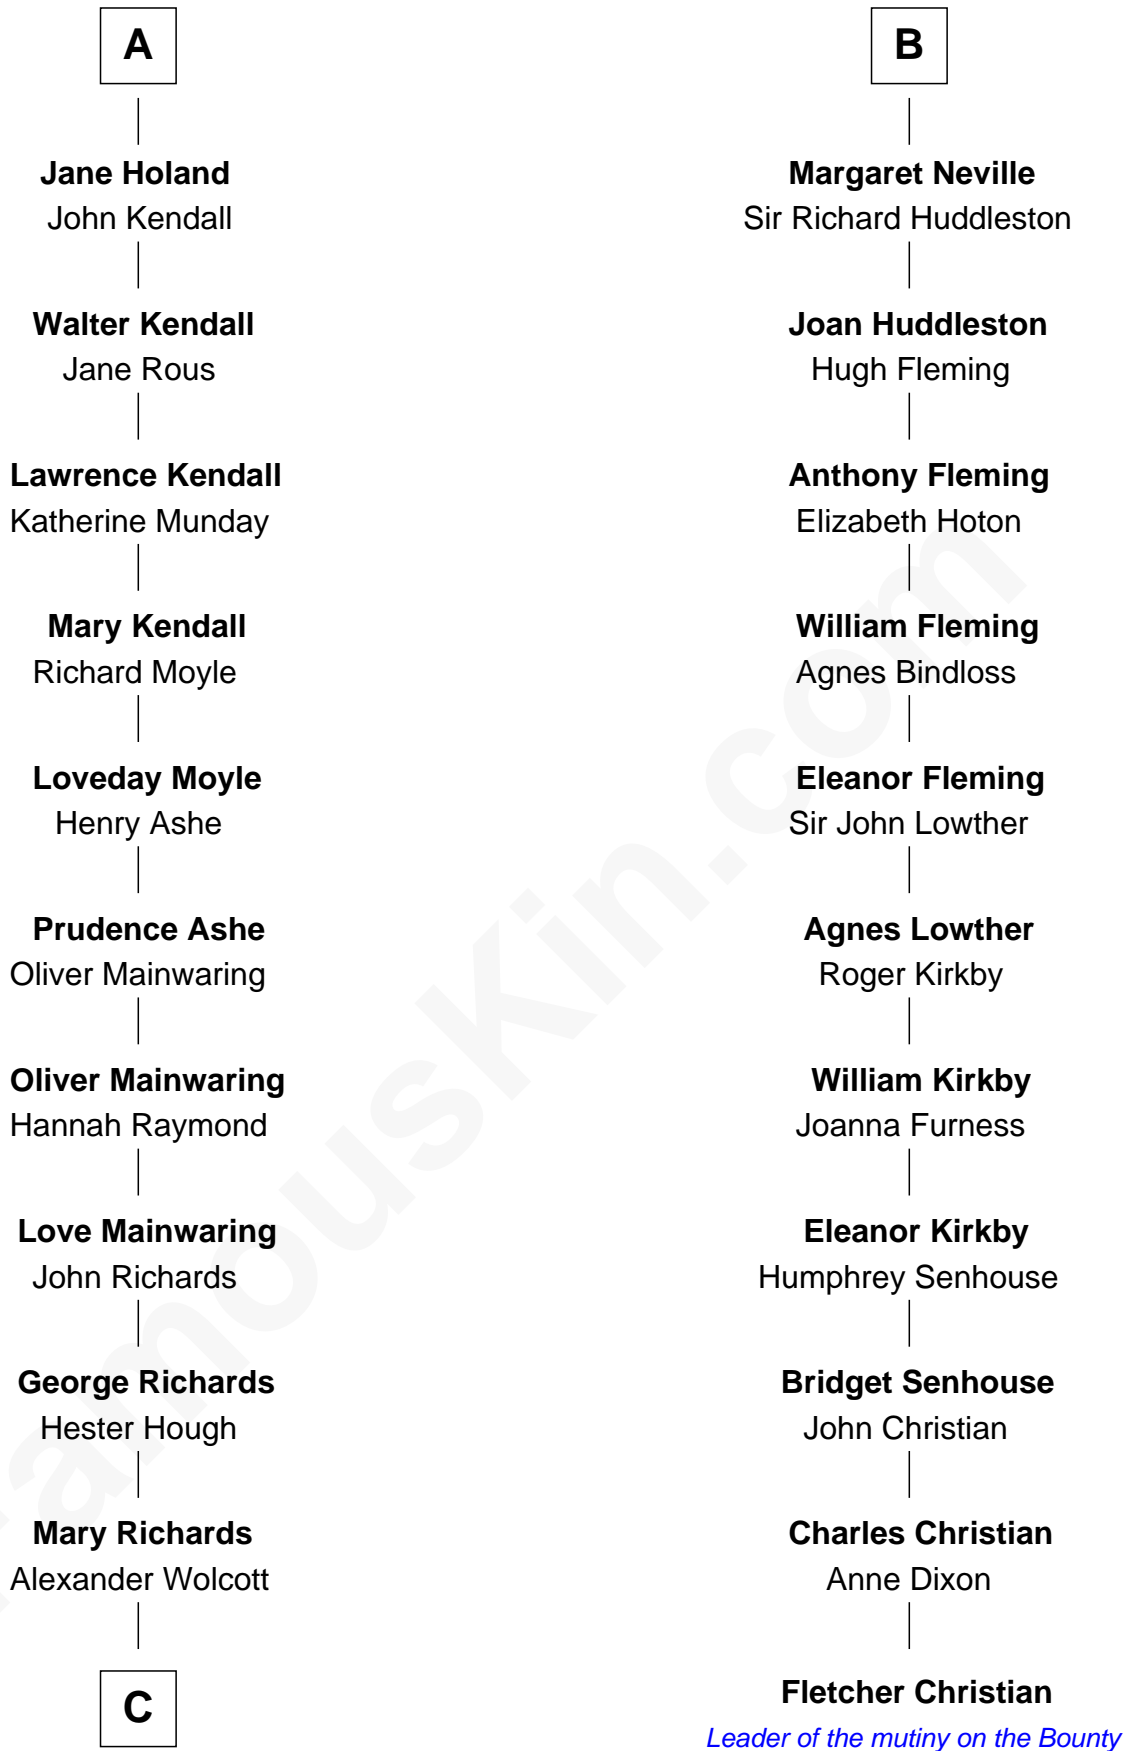 A
Jane Holand
John Kendall
Walter Kendall
Jane Rous
Lawrence Kendall
Katherine Munday
Mary Kendall
Richard Moyle
Loveday Moyle
Henry Ashe
Prudence Ashe
Oliver Mainwaring
Oliver Mainwaring
Hannah Raymond
Love Mainwaring
John Richards
George Richards
Hester Hough
Mary Richards
Alexander Wolcott
C
B
Margaret Neville
Sir Richard Huddleston
Joan Huddleston
Hugh Fleming
Anthony Fleming
Elizabeth Hoton
William Fleming
Agnes Bindloss
Eleanor Fleming
Sir John Lowther
Agnes Lowther
Roger Kirkby
William Kirkby
Joanna Furness
Eleanor Kirkby
Humphrey Senhouse
Bridget Senhouse
John Christian
Charles Christian
Anne Dixon
Fletcher Christian
Leader of the mutiny on the Bounty
FamousKin.com